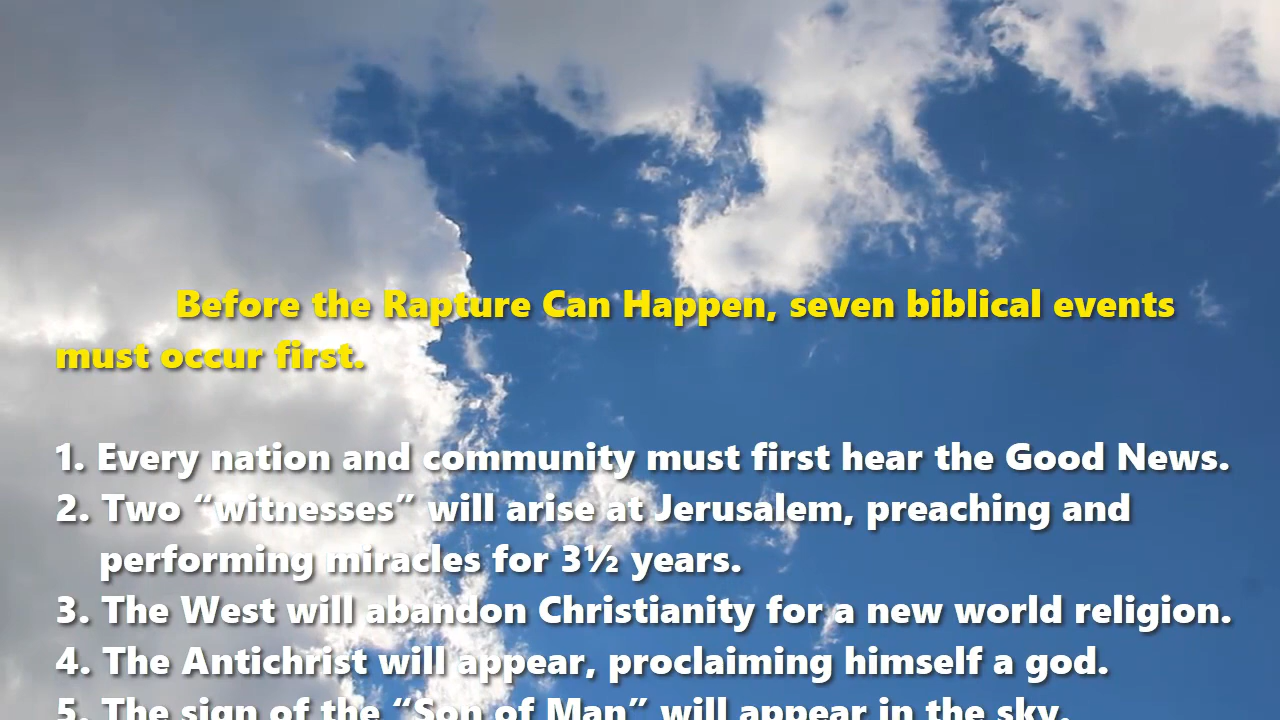 Before the Rapture Can Happen, seven biblical events
must occur first.
1. Every nation and community must first hear the Good News.
2. Two “witnesses” will arise at Jerusalem, preaching and
performing miracles for 3½ years.
3. The West will abandon Christianity for a new world religion.
4. The Antichrist will appear, proclaiming himself a god.
5. The sign of the “Son of Man” will appear in the sky.